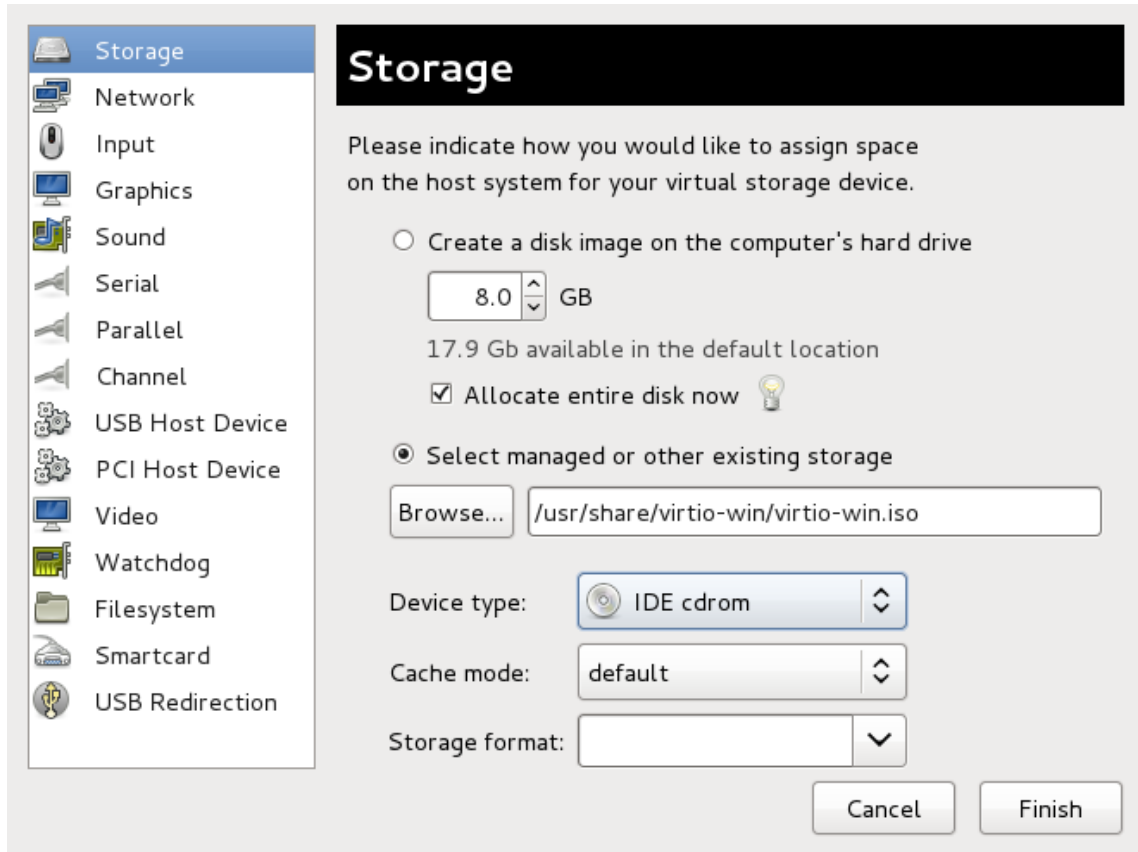 Storage
Network
Input
Graphics
Sound
Serial
Parallel
Channel
USB Host Device
PCI Host Device
Video
Watchdog
Filesystem
Smartcard
USB Redirection
Storage
Please indicate how you would like to assign space
on the host system for your virtual storage device.
Create a disk image on the computer's hard drive
8.0 GB
17.9 Gb available in the default location
Allocate entire disk now
Select managed or other existing storage
Browse... /usr/share/virtio-win/virtio-win.iso
Device type: IDE cdrom
Cache mode: default
Storage format:
Cancel Finish